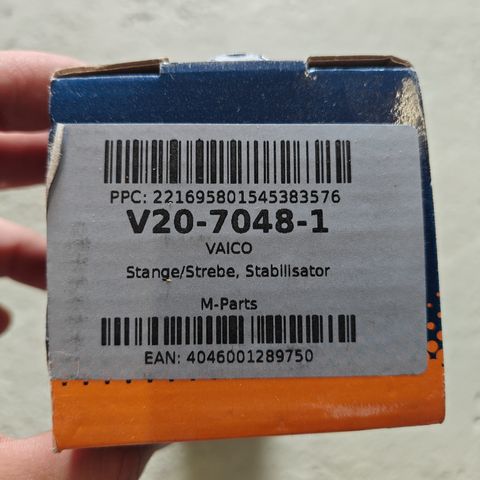 PPC: 221695801545383576
V20-7048-1
VAICO
Stange/Strebe, Stabilisator
M-Parts
EAN: 4046001289750